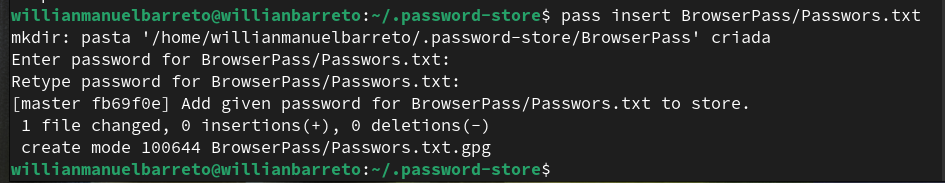 willianmanuelbarreto@willianbarreto:~/.password-store$ pass insert BrowserPass/Passwors.txt
mkdir: pasta '/home/willianmanuelbarreto/.password-store/BrowserPass' criada
Enter password for BrowserPass/Passwors.txt:
Retype password for BrowserPass/Passwors.txt:
[master fb69f0e] Add given password for BrowserPass/Passwors.txt to store.
 1 file changed, 0 insertions(+), 0 deletions(-)
 create mode 100644 BrowserPass/Passwors.txt.gpg
willianmanuelbarreto@willianbarreto:~/.password-store$